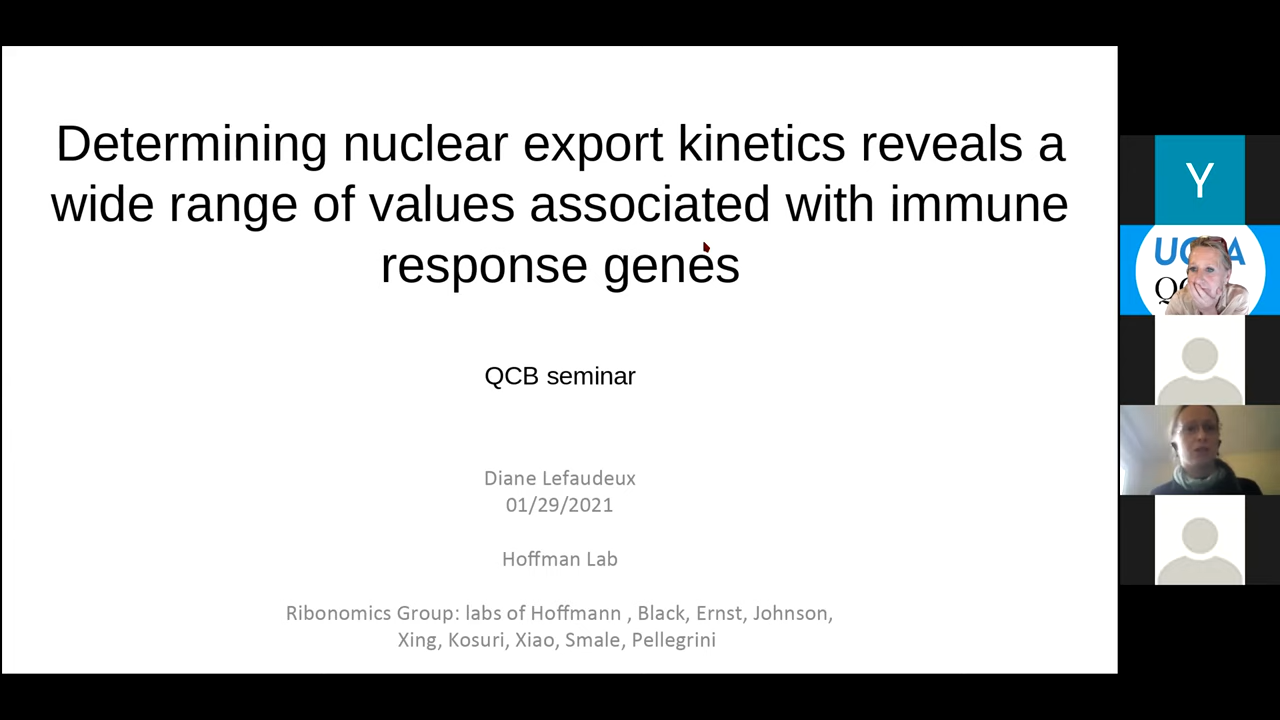 Determining nuclear export kinetics reveals a
wide range of values associated with immune
response genes
QCB seminar
Diane Lefaudeux
01/29/2021
Hoffman Lab
Ribonomics Group: labs of Hoffmann , Black, Ernst, Johnson,
Xing, Kosuri, Xiao, Smale, Pellegrini
Y